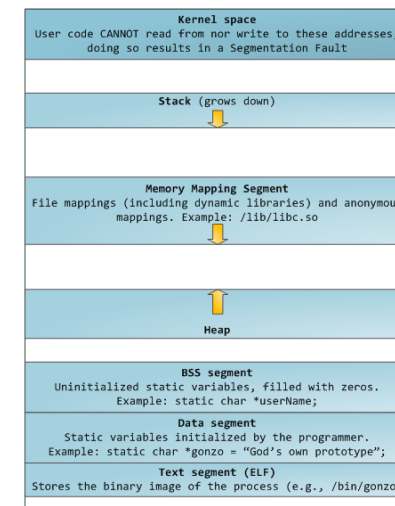 Kernel space
User code CANNOT read from nor write to these addresses,
doing so results in a Segmentation Fault
Stack (grows down)
Memory Mapping Segment
File mappings (including dynamic libraries) and anonymou
mappings. Example: /lib/libc.so
Heap
BSS segment
Uninitialized static variables, filled with zeros.
Example: static char *userName;
Data segment
Static variables initialized by the programmer.
Example: static char *gonzo = “God’s own prototype”;
Text segment (ELF)
Stores the binary image of the process (e.g., /bin/gonzo